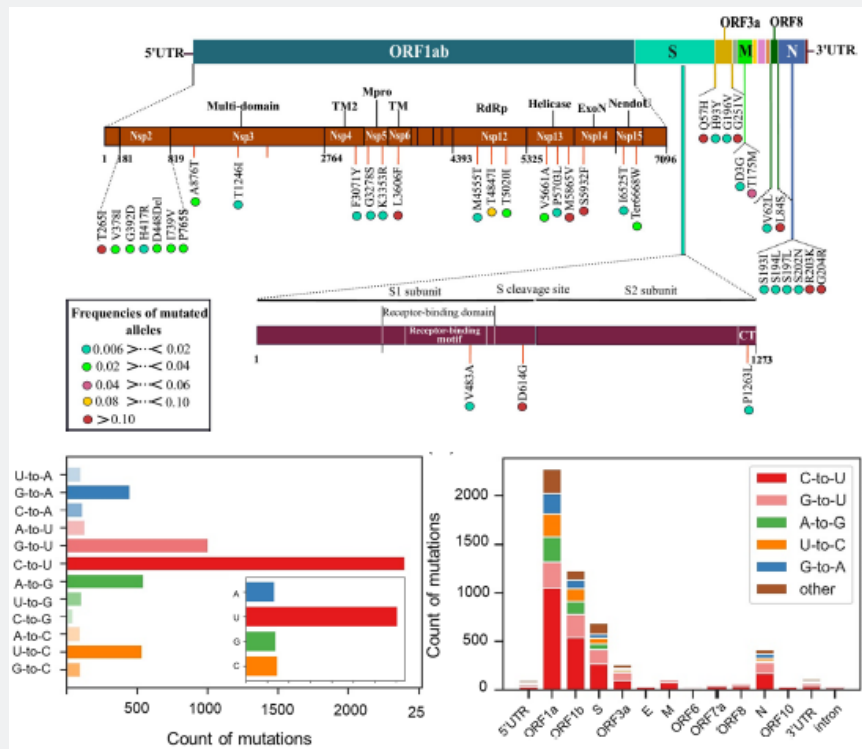 ORF3a ORF8
5'UTR ORF1ab S M N 3'UTR
Mpro
Multi-domain TM2 TM RdRp Helicase ExoN NendoU
Nsp2 Nsp3 Nsp4 Nsp5 Nsp6 Nsp12 Nsp13 Nsp14 Nsp15
1 181 819 2764 4393 5325 7096
T265I
V378I
G392D
H417R
D448Del
I739V
P765S
A876T
T1246I
F3071Y
G3278S
K3353R
L3606F
M4555T
T4847I
T5020I
V5661A
P5703L
M5865V
S5932F
I6525T
Ter6668W
Q57H
H93Y
G196V
G251V
D3G
T175M
V62L
L84S
S193I
S194L
S197L
S202N
R203K
G204R
S1 subunit S cleavage site S2 subunit
Receptor-binding domain
Receptor-binding
motif
CT
1 1273
V483A
D614G
P1263L
Frequencies of mutated
alleles
0.006 >···< 0.02
0.02 >···< 0.04
0.04 >···< 0.06
0.08 >···< 0.10
>0.10
U-to-A
G-to-A
C-to-A
A-to-U
G-to-U
C-to-U
A-to-G
U-to-G
C-to-G
A-to-C
U-to-C
G-to-C
A
U
G
C
0 500 1000 1500 2000 25
Count of mutations
Count of mutations
2000
1500
1000
500
0
C-to-U
G-to-U
A-to-G
U-to-C
G-to-A
other
5'UTR
ORF1a
ORF1b
S
ORF3a
E
M
ORF6
ORF7a
ORF8
N
ORF10
3'UTR
intron